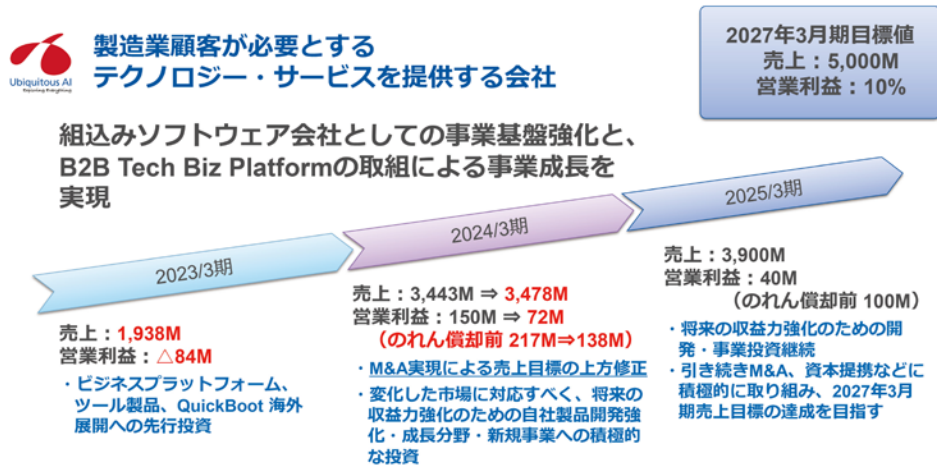 Ubiquitous AI
製造業顧客が必要とする
テクノロジー・サービスを提供する会社
2027年3月期目標値
売上：5,000M
営業利益：10%
組込みソフトウェア会社としての事業基盤強化と、
B2B Tech Biz Platformの取組による事業成長を
実現
2023/3期
2024/3期
2025/3期
売上：1,938M
営業利益：△84M
・ビジネスプラットフォーム、
ツール製品、QuickBoot 海外
展開への先行投資
売上：3,443M ⇒ 3,478M
営業利益：150M ⇒ 72M
（のれん償却前 217M⇒138M）
・M&A実現による売上目標の上方修正
・変化した市場に対応すべく、将来の
収益力強化のための自社製品開発強
化・成長分野・新規事業への積極的
な投資
売上：3,900M
営業利益：40M
（のれん償却前 100M）
・将来の収益力強化のための開
発・事業投資継続
・引き続きM&A、資本提携などに
積極的に取り組み、2027年3月
期売上目標の達成を目指す